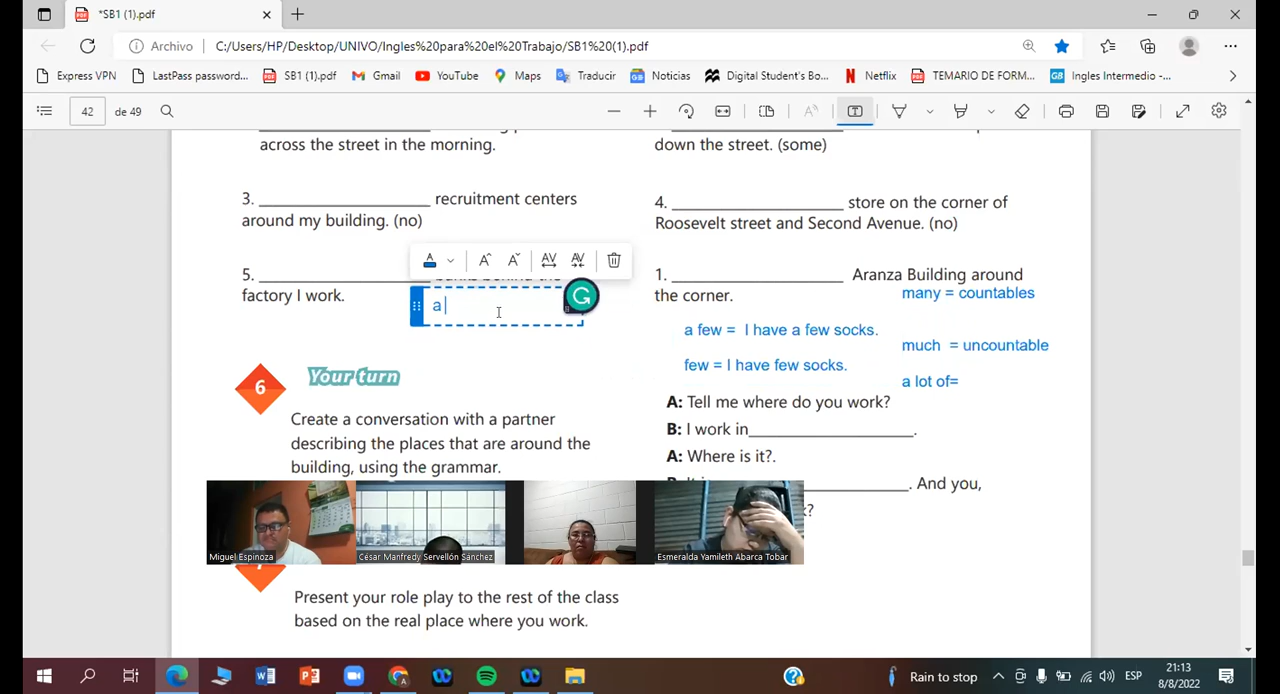 *SB1 (1).pdf
Archivo
C:/Users/HP/Desktop/UNIVO/Ingles%20para%20el%20Trabajo/SB1%20(1).pdf
Express VPN
LastPass password...
SB1 (1).pdf
Gmail
YouTube
Maps
Traducir
Noticias
Digital Student's Bo...
Netflix
TEMARIO DE FORM...
Ingles Intermedio -...
42 de 49
across the street in the morning.
3. ____________________ recruitment centers
around my building. (no)
5. ____________________ behind the
factory I work.
a
down the street. (some)
4. ____________________ store on the corner of
Roosevelt street and Second Avenue. (no)
1. ____________________ Aranza Building around
the corner.
many = countables
a few = I have a few socks.
much = uncountable
few = I have few socks.
a lot of=
6 Your turn
Create a conversation with a partner
describing the places that are around the
building, using the grammar.
A: Tell me where do you work?
B: I work in____________________.
A: Where is it?.
____________________. And you,
?
Miguel Espinoza
César Manfredy Servellón Sánchez
Esmeralda Yamileth Abarca Tobar
Present your role play to the rest of the class
based on the real place where you work.
Rain to stop
ESP
21:13
8/8/2022